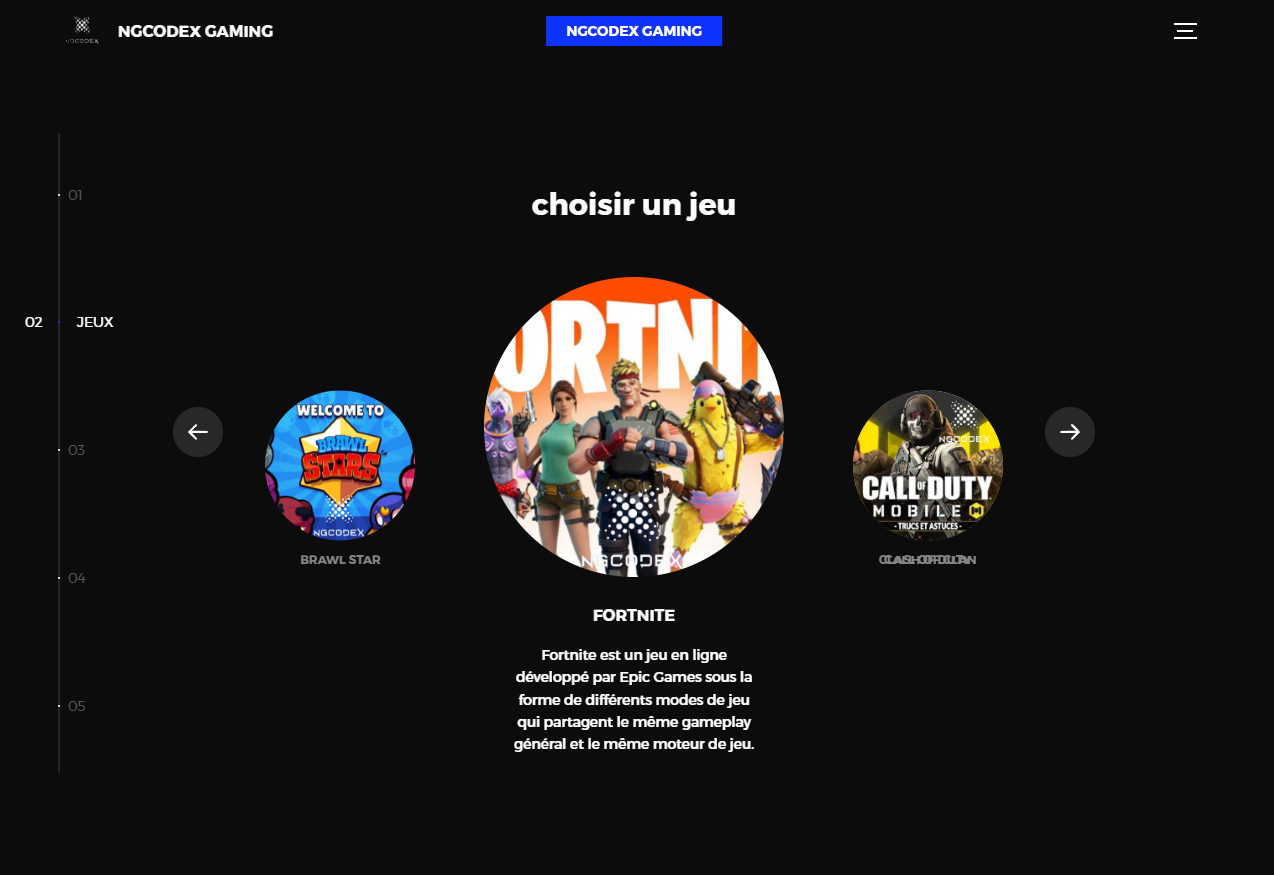 NGCODEX
NGCODEX GAMING
NGCODEX GAMING
01
choisir un jeu
02 JEUX
ORTNIT
WELCOME TO
BRAWL
STARS
NGCODEX
NGCODEX
CALL OF DUTY
MOBILE
- TRUCS ET ASTUCES -
03
NGCODEX
BRAWL STAR
04
FORTNITE
Fortnite est un jeu en ligne
développé par Epic Games sous la
forme de différents modes de jeu
qui partagent le même gameplay
général et le même moteur de jeu.
05